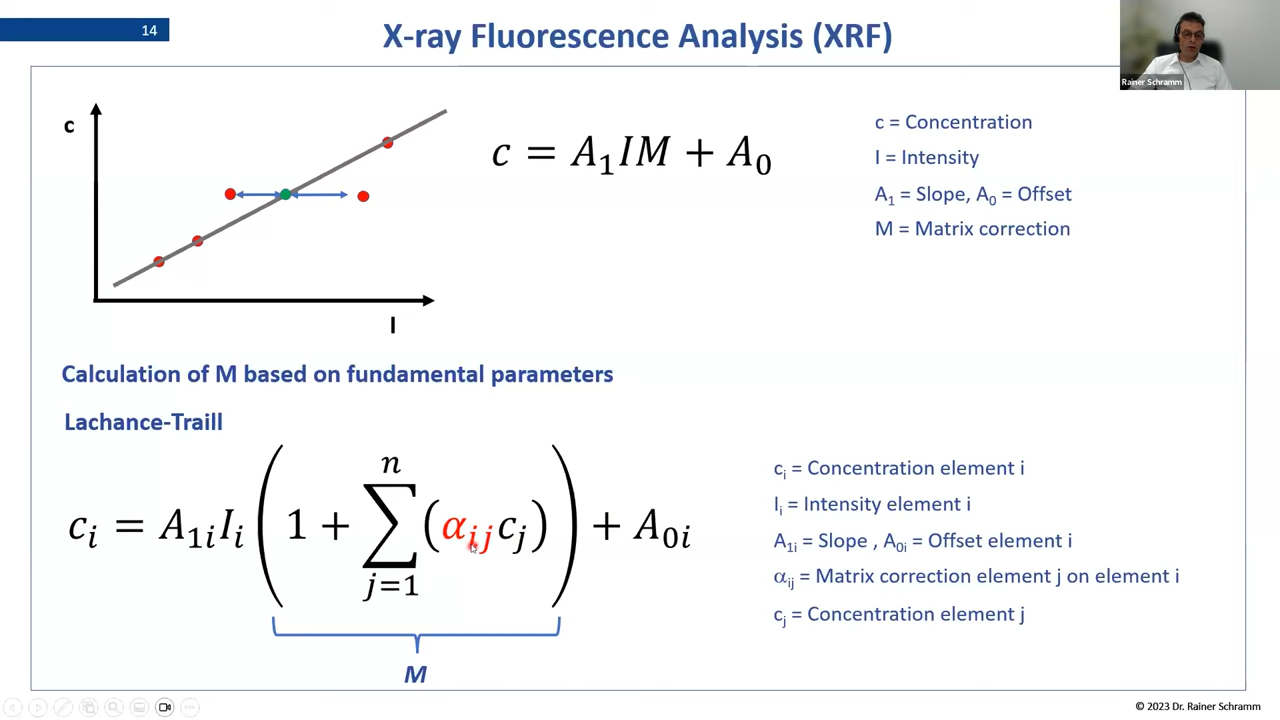 14
X-ray Fluorescence Analysis (XRF)
Rainer Schramm
c
I
c = A₁IM + A₀
c = Concentration
I = Intensity
A₁ = Slope, A₀ = Offset
M = Matrix correction
Calculation of M based on fundamental parameters
Lachance-Traill
cᵢ = A₁ᵢIᵢ(1 + ∑ⁿⱼ₌₁(αᵢⱼcⱼ)) + A₀ᵢ
M
cᵢ = Concentration element i
Iᵢ = Intensity element i
A₁ᵢ = Slope , A₀ᵢ = Offset element i
αᵢⱼ = Matrix correction element j on element i
cⱼ = Concentration element j
© 2023 Dr. Rainer Schramm